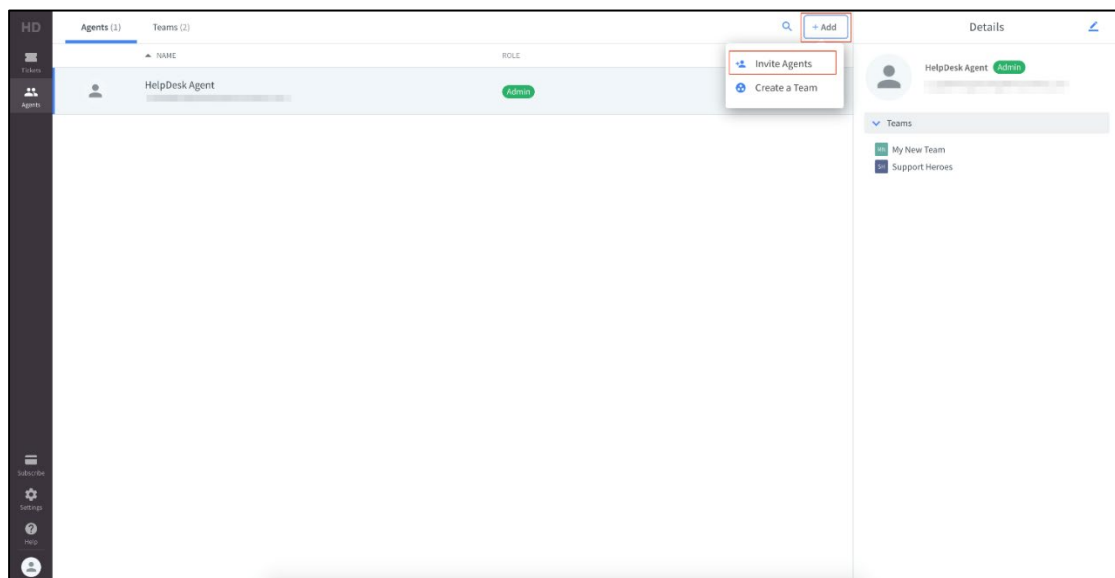 HD
Tickets
Agents
Subscribe
Settings
Help
Agents (1) Teams (2)
+ Add
NAME ROLE
HelpDesk Agent
Admin
Invite Agents
Create a Team
Details
HelpDesk Agent Admin
Teams
My New Team
Support Heroes